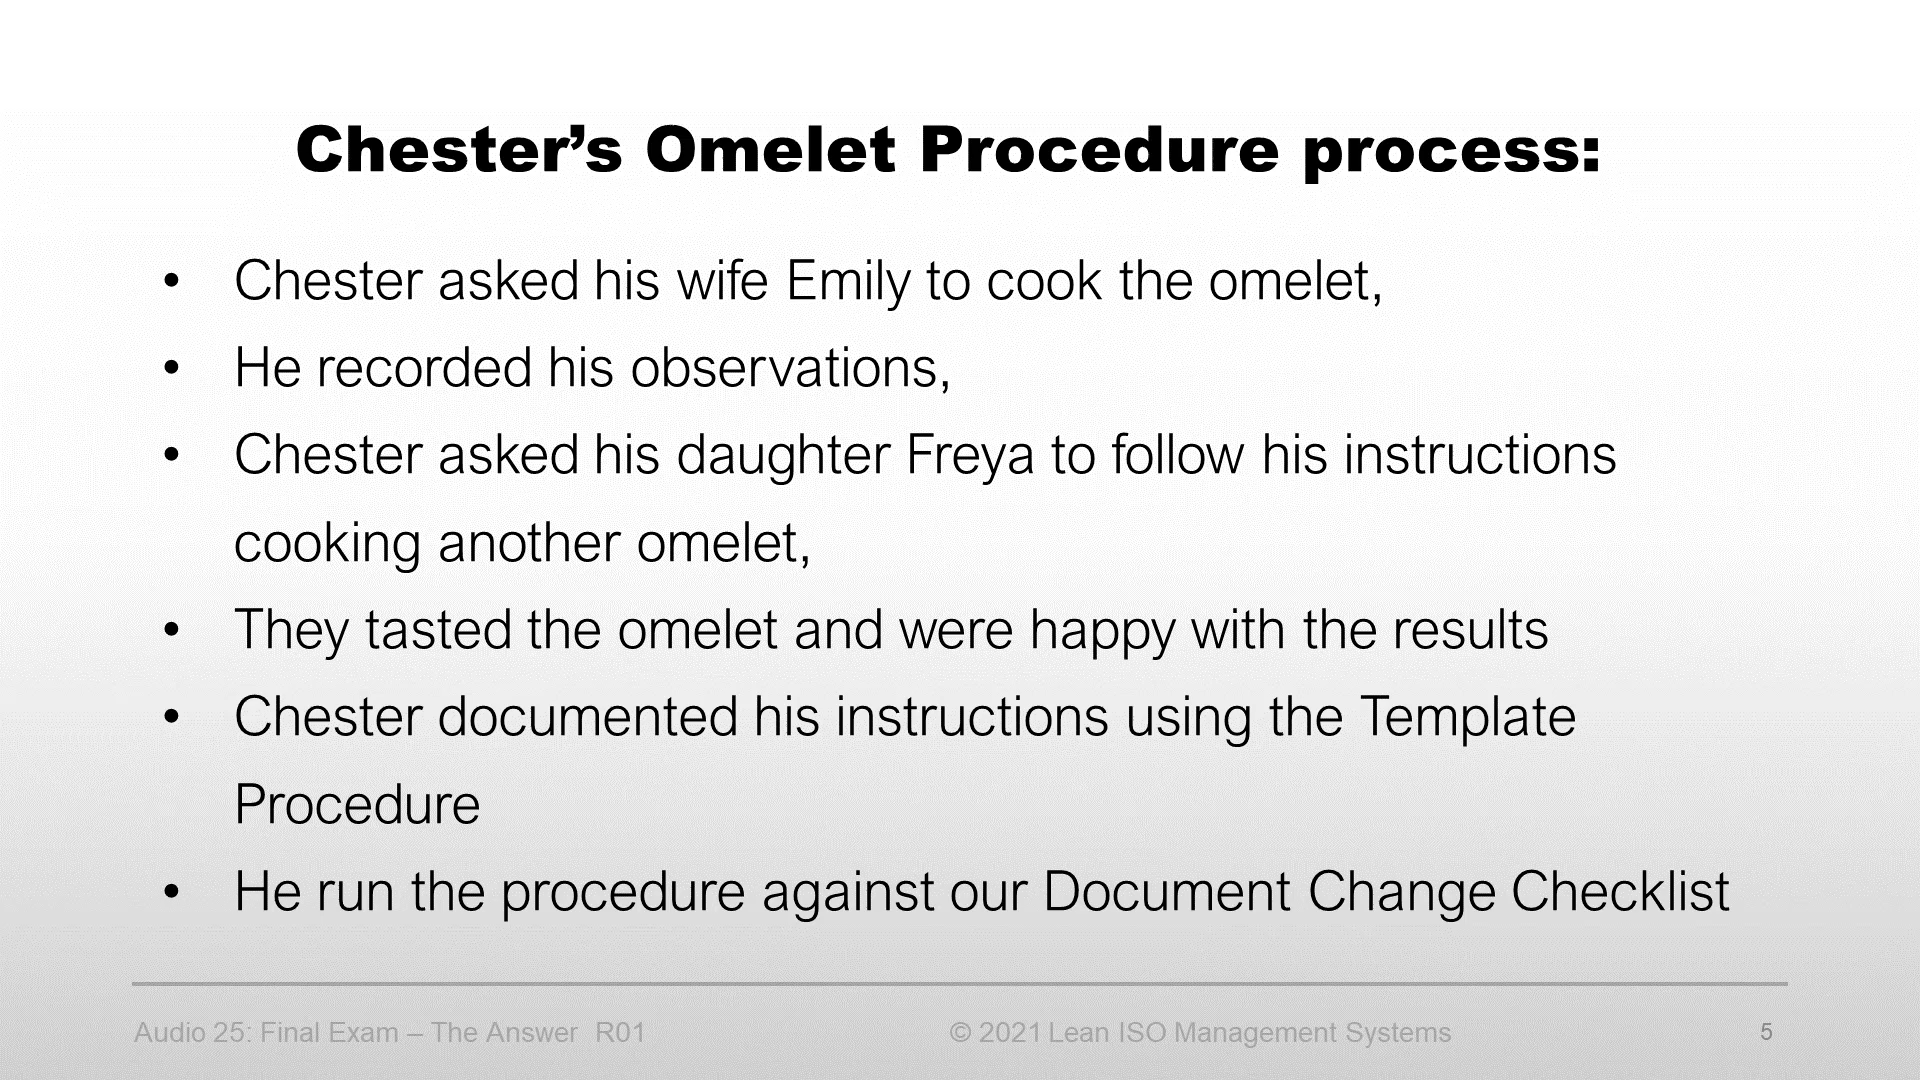 Chester’s Omelet Procedure process:
• Chester asked his wife Emily to cook the omelet,
• He recorded his observations,
• Chester asked his daughter Freya to follow his instructions
cooking another omelet,
• They tasted the omelet and were happy with the results
• Chester documented his instructions using the Template
Procedure
• He run the procedure against our Document Change Checklist
Audio 25: Final Exam – The Answer R01 © 2021 Lean ISO Management Systems 5